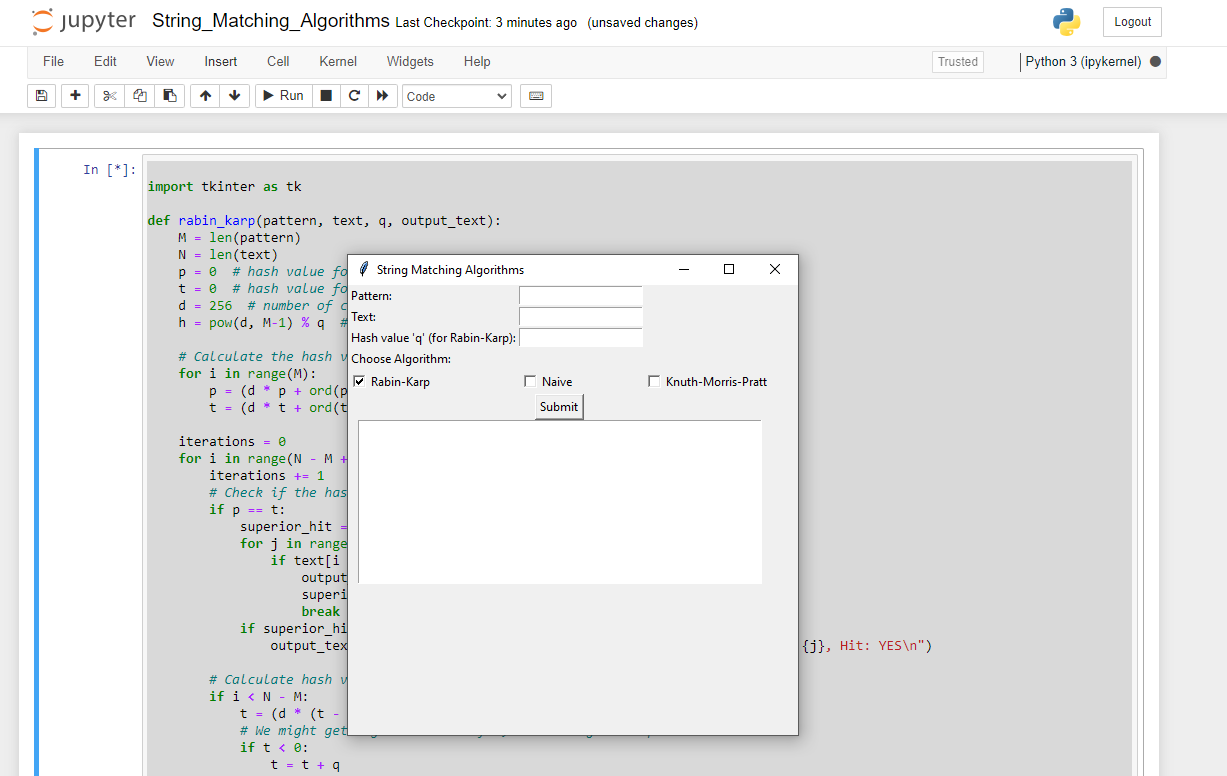 jupyter String_Matching_Algorithms Last Checkpoint: 3 minutes ago (unsaved changes)
Logout
File Edit View Insert Cell Kernel Widgets Help
Trusted
Python 3 (ipykernel)
Run
Code
In [*]:
import tkinter as tk
def rabin_karp(pattern, text, q, output_text):
M = len(pattern)
N = len(text)
p = 0 # hash value fo
t = 0 # hash value fo
d = 256 # number of c
h = pow(d, M-1) % q #
# Calculate the hash v
for i in range(M):
p = (d * p + ord(p
t = (d * t + ord(t
iterations = 0
for i in range(N - M +
iterations += 1
# Check if the has
if p == t:
superior_hit =
for j in range
if text[i
output
superi
break
if superior_hi
output_tex
{j}, Hit: YES\n")
# Calculate hash v
if i < N - M:
t = (d * (t -
# We might get
if t < 0:
t = t + q
String Matching Algorithms
Pattern:
Text:
Hash value 'q' (for Rabin-Karp):
Choose Algorithm:
Rabin-Karp
Naive
Knuth-Morris-Pratt
Submit